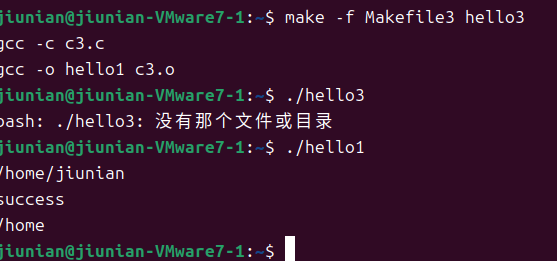 jiunian@jiunian-VMware7-1:~$ make -f Makefile3 hello3
gcc -c c3.c
gcc -o hello1 c3.o
jiunian@jiunian-VMware7-1:~$ ./hello3
bash: ./hello3: 没有那个文件或目录
jiunian@jiunian-VMware7-1:~$ ./hello1
/home/jiunian
success
/home
jiunian@jiunian-VMware7-1:~$